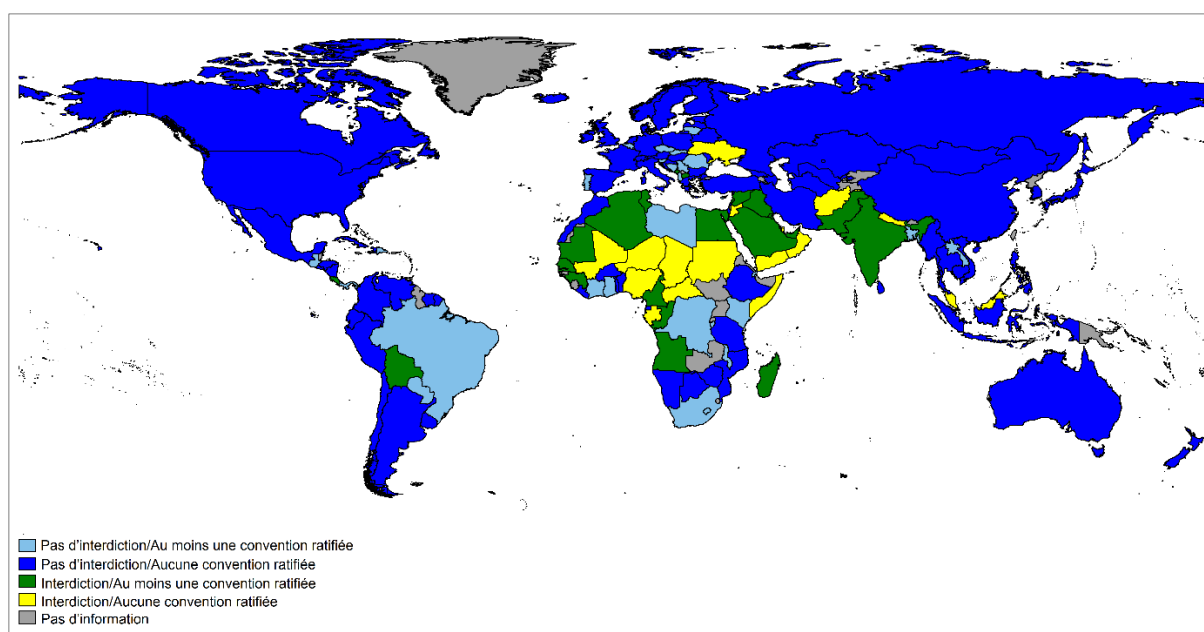 Pas d'interdiction/Au moins une convention ratifiée
Pas d'interdiction/Aucune convention ratifiée
Interdiction/Au moins une convention ratifiée
Interdiction/Aucune convention ratifiée
Pas d'information